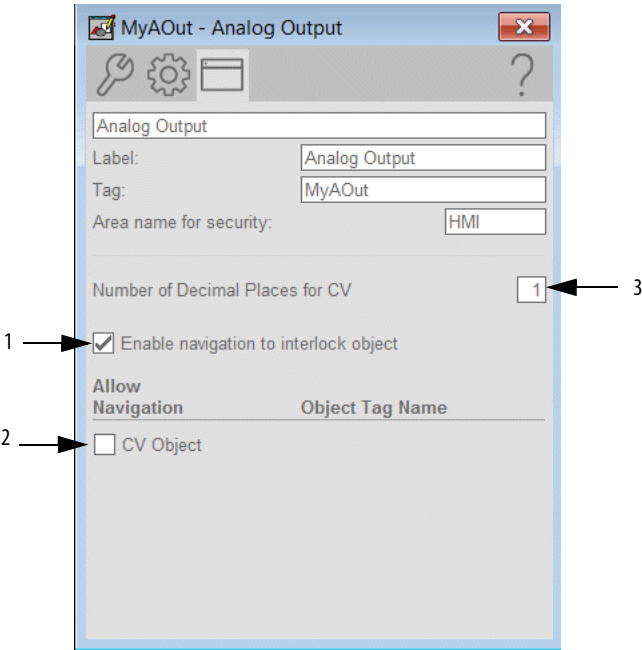 MyAOut - Analog Output
Analog Output
Label: Analog Output
Tag: MyAOut
Area name for security: HMI
Number of Decimal Places for CV 1 3
1 Enable navigation to interlock object
Allow
Navigation Object Tag Name
2 CV Object